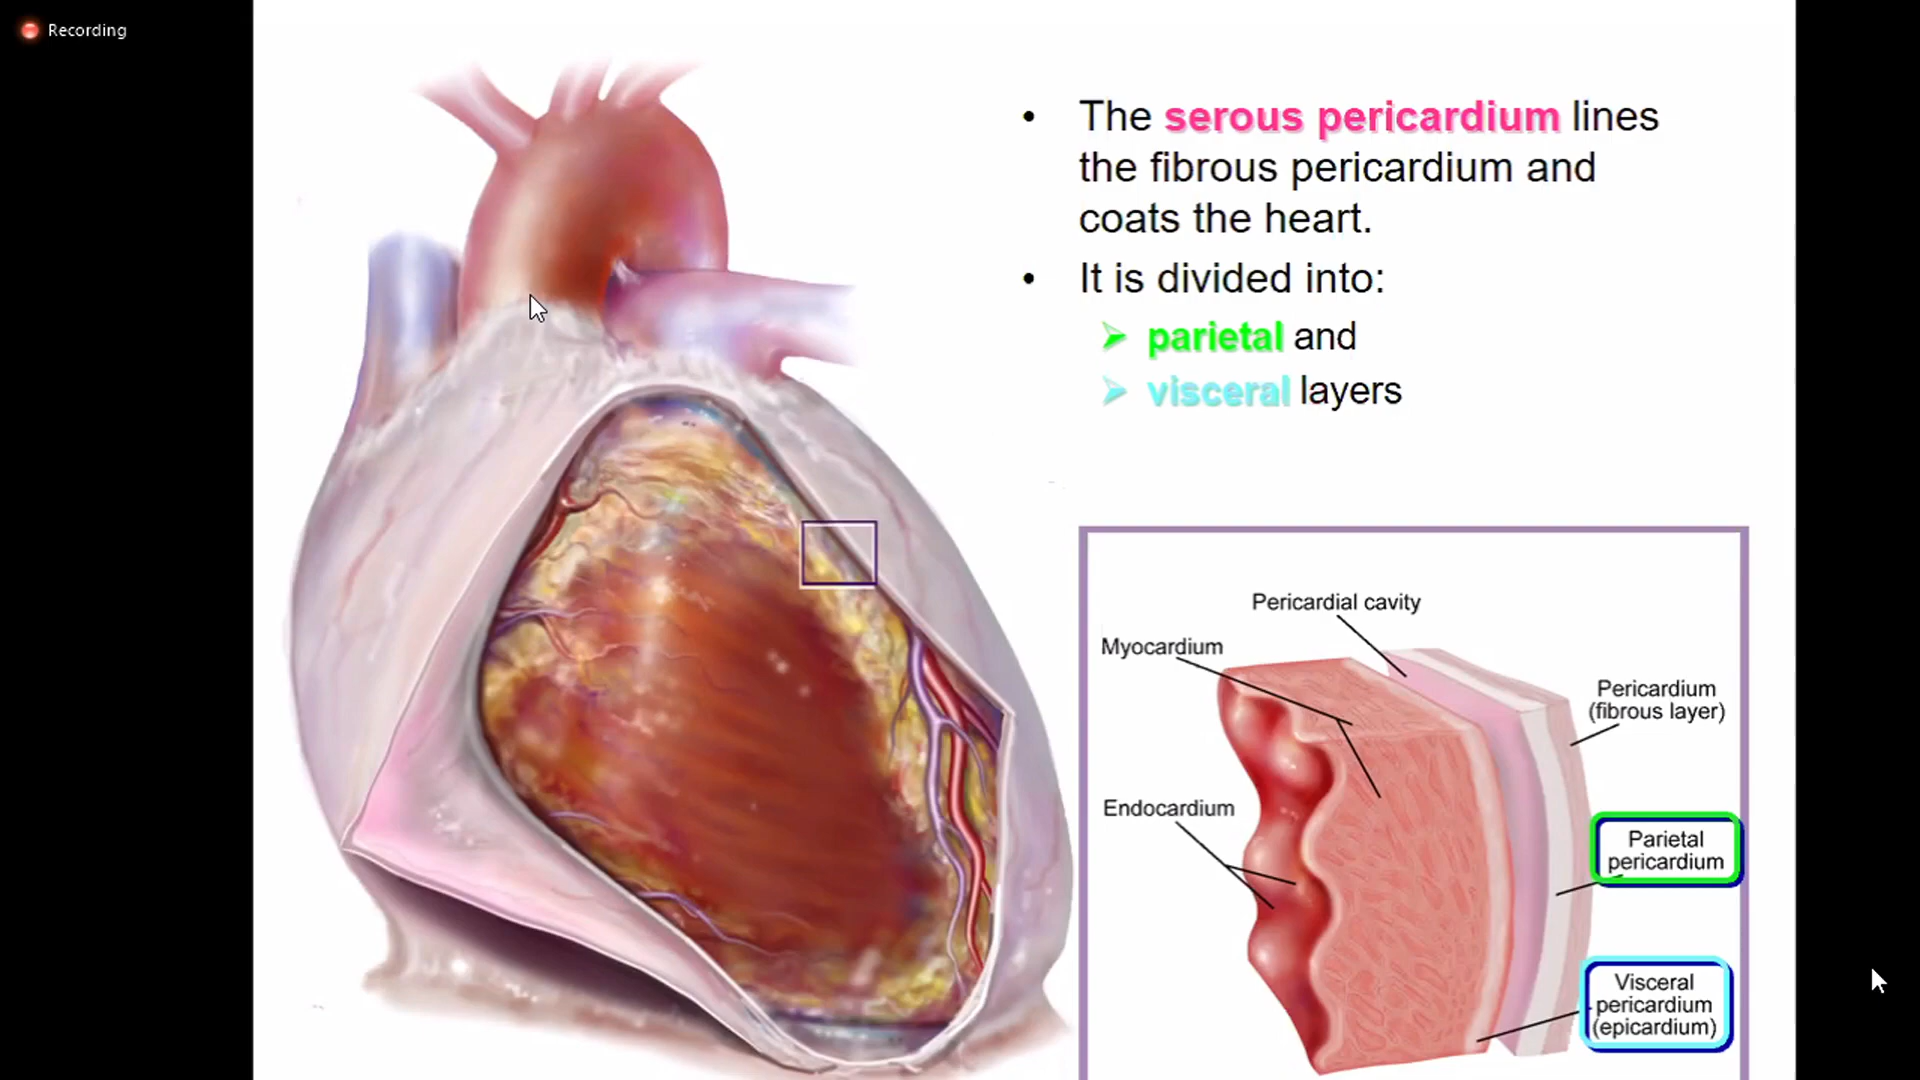 Recording
• The serous pericardium lines
the fibrous pericardium and
coats the heart.
• It is divided into:
➢ parietal and
➢ visceral layers
Pericardial cavity
Myocardium
Pericardium
(fibrous layer)
Endocardium
Parietal
pericardium
Visceral
pericardium
(epicardium)